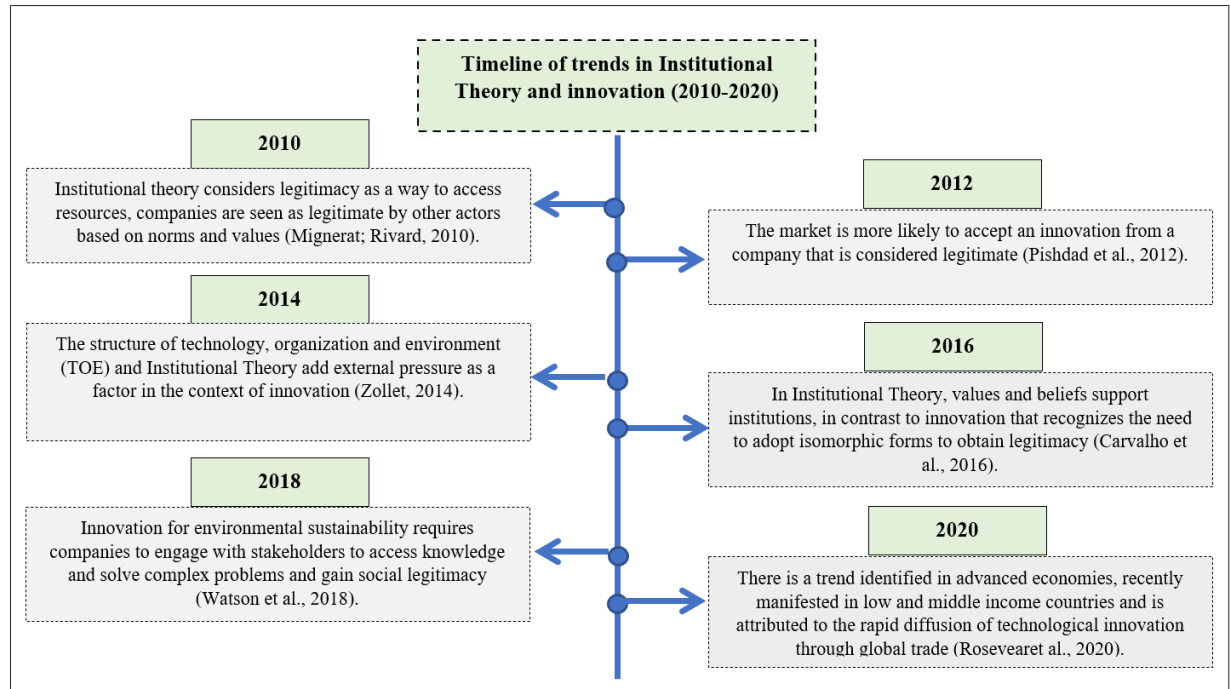 Timeline of trends in Institutional
Theory and innovation (2010-2020)
2010
Institutional theory considers legitimacy as a way to access
resources, companies are seen as legitimate by other actors
based on norms and values (Mignerat; Rivard, 2010).
2012
The market is more likely to accept an innovation from a
company that is considered legitimate (Pishdad et al., 2012).
2014
The structure of technology, organization and environment
(TOE) and Institutional Theory add external pressure as a
factor in the context of innovation (Zollet, 2014).
2016
In Institutional Theory, values and beliefs support
institutions, in contrast to innovation that recognizes the need
to adopt isomorphic forms to obtain legitimacy (Carvalho et
al., 2016).
2018
Innovation for environmental sustainability requires
companies to engage with stakeholders to access knowledge
and solve complex problems and gain social legitimacy
(Watson et al., 2018).
2020
There is a trend identified in advanced economies, recently
manifested in low and middle income countries and is
attributed to the rapid diffusion of technological innovation
through global trade (Rosevearet al., 2020).